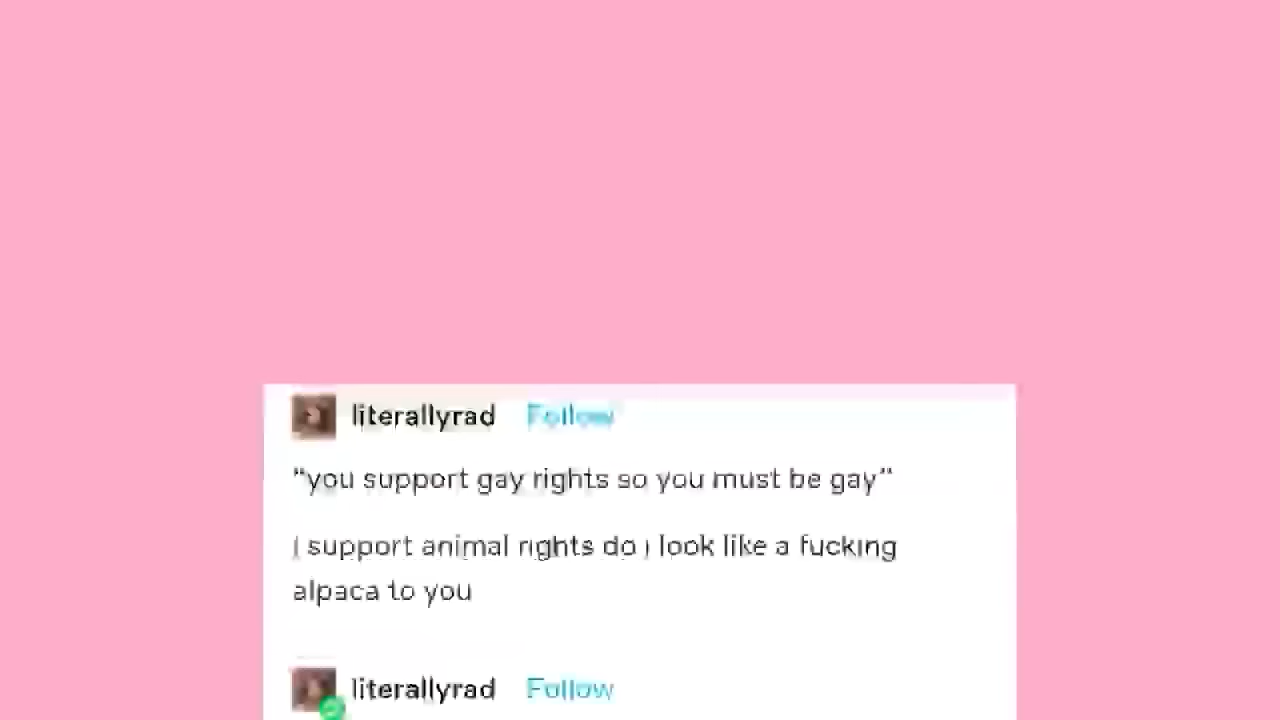 literallyrad Follow
"you support gay rights so you must be gay"
i support animal rights do i look like a fucking
alpaca to you
literallyrad Follow